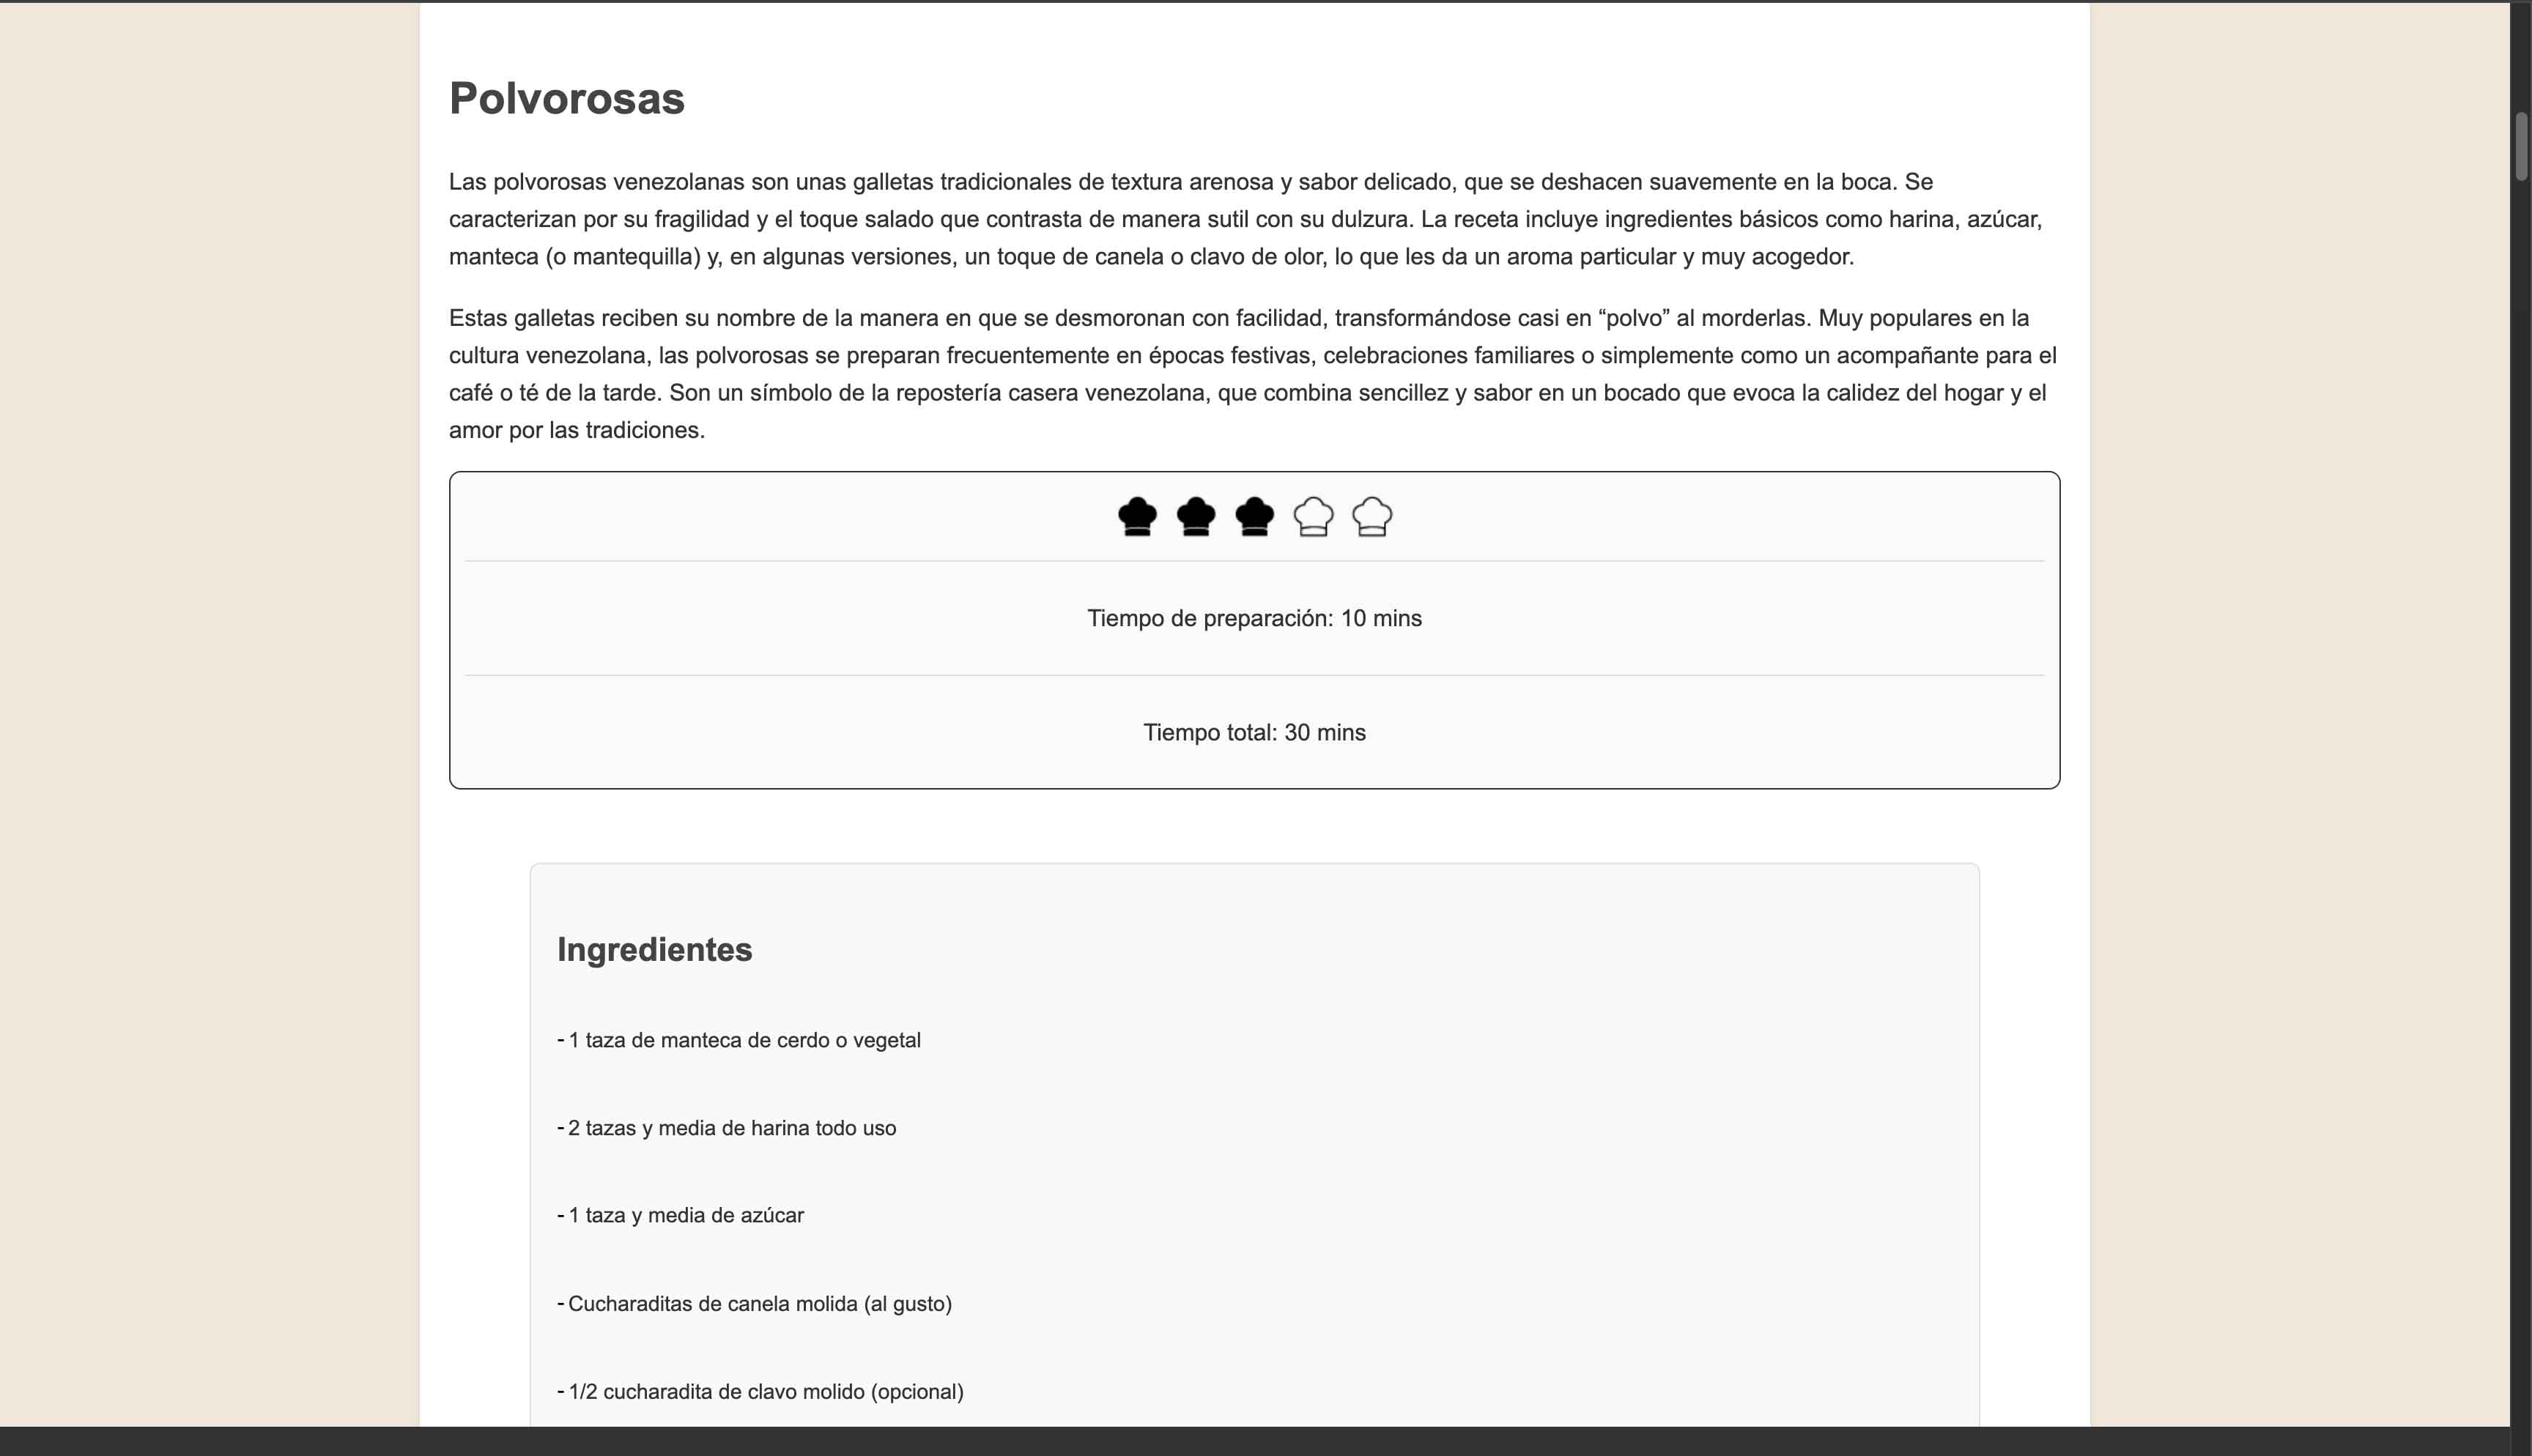 Polvorosas
Las polvorosas venezolanas son unas galletas tradicionales de textura arenosa y sabor delicado, que se deshacen suavemente en la boca. Se
caracterizan por su fragilidad y el toque salado que contrasta de manera sutil con su dulzura. La receta incluye ingredientes básicos como harina, azúcar,
manteca (o mantequilla) y, en algunas versiones, un toque de canela o clavo de olor, lo que les da un aroma particular y muy acogedor.
Estas galletas reciben su nombre de la manera en que se desmoronan con facilidad, transformándose casi en “polvo” al morderlas. Muy populares en la
cultura venezolana, las polvorosas se preparan frecuentemente en épocas festivas, celebraciones familiares o simplemente como un acompañante para el
café o té de la tarde. Son un símbolo de la repostería casera venezolana, que combina sencillez y sabor en un bocado que evoca la calidez del hogar y el
amor por las tradiciones.
Tiempo de preparación: 10 mins
Tiempo total: 30 mins
Ingredientes
- 1 taza de manteca de cerdo o vegetal
- 2 tazas y media de harina todo uso
- 1 taza y media de azúcar
- Cucharaditas de canela molida (al gusto)
- 1/2 cucharadita de clavo molido (opcional)